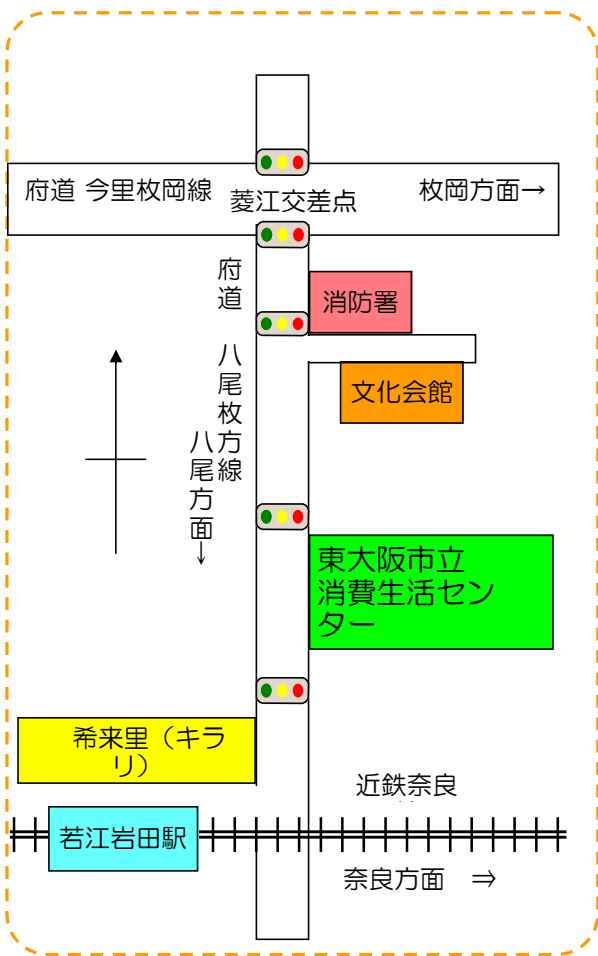 府道 今里枚岡線
枚岡方面→
菱江交差点
府道 八尾枚方線
八尾方面→
消防署
文化会館
東大阪市立
消費生活セン
ター
希来里(キラ
リ)
近鉄奈良
若江岩田駅
奈良方面 ⇒